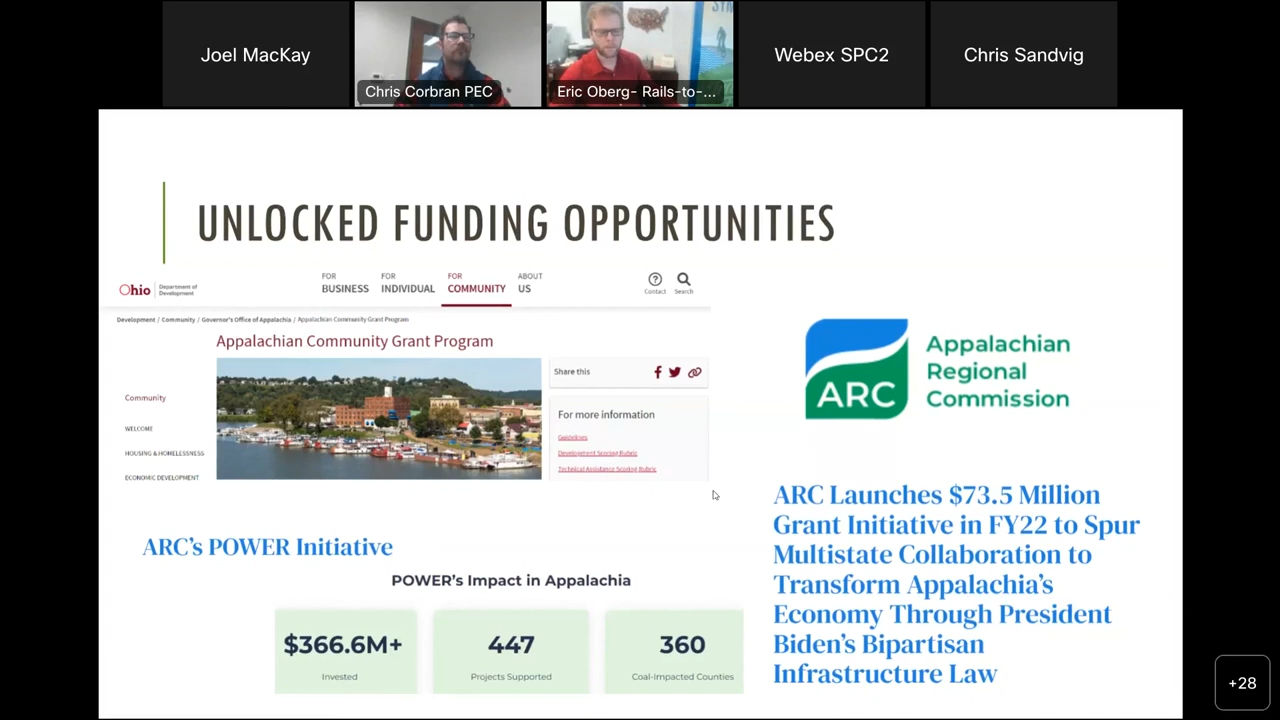 Joel MacKay
Chris Corbran PEC
Eric Oberg- Rails-to-...
Webex SPC2
Chris Sandvig
UNLOCKED FUNDING OPPORTUNITIES
Ohio
Department of
Development
FOR
BUSINESS
FOR
INDIVIDUAL
FOR
COMMUNITY
ABOUT
US
Contact
Search
Development / Community / Governor's Office of Appalachia / Appalachian Community Grant Program
Appalachian Community Grant Program
Community
WELCOME
HOUSING & HOMELESSNESS
ECONOMIC DEVELOPMENT
Share this
For more information
Guidelines
Development Scoring Rubric
Technical Assistance Scoring Rubric
ARC
Appalachian
Regional
Commission
ARC's POWER Initiative
POWER's Impact in Appalachia
$366.6M+
Invested
447
Projects Supported
360
Coal-Impacted Counties
ARC Launches $73.5 Million
Grant Initiative in FY22 to Spur
Multistate Collaboration to
Transform Appalachia's
Economy Through President
Biden's Bipartisan
Infrastructure Law
+28